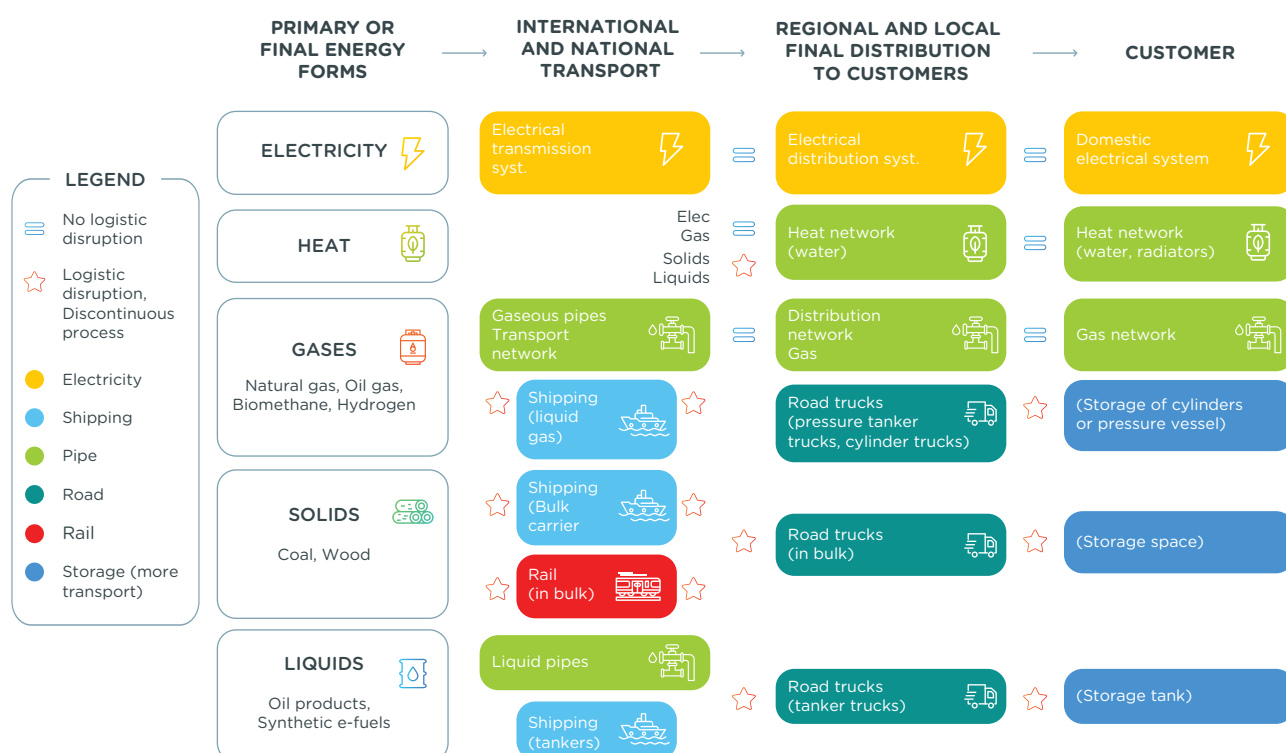 PRIMARY OR
FINAL ENERGY
FORMS
INTERNATIONAL
AND NATIONAL
TRANSPORT
REGIONAL AND LOCAL
FINAL DISTRIBUTION
TO CUSTOMERS
CUSTOMER
LEGEND
No logistic
disruption
Logistic
disruption,
Discontinuous
process
Electricity
Shipping
Pipe
Road
Rail
Storage (more
transport)
ELECTRICITY
Electrical
transmission
syst.
Electrical
distribution syst.
Domestic
electrical system
HEAT
Elec
Gas
Solids
Liquids
Heat network
(water)
Heat network
(water, radiators)
GASES
Natural gas, Oil gas,
Biomethane, Hydrogen
Gaseous pipes
Transport
network
Distribution
network
Gas
Gas network
Shipping
(liquid
gas)
Road trucks
(pressure tanker
trucks, cylinder trucks)
(Storage of cylinders
or pressure vessel)
SOLIDS
Coal, Wood
Shipping
(Bulk
carrier
Rail
(in bulk)
Road trucks
(in bulk)
(Storage space)
LIQUIDS
Oil products,
Synthetic e-fuels
Liquid pipes
Shipping
(tankers)
Road trucks
(tanker trucks)
(Storage tank)